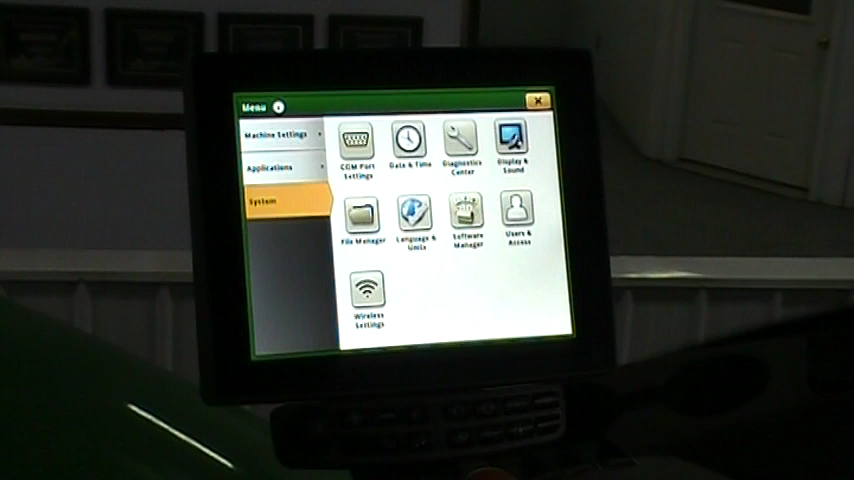 Menu
Machine Settings
Applications
System
COM Port
Settings
Date & Time
Diagnostics
Center
Display &
Sound
File Manager
Language &
Units
Software
Manager
Users &
Access
Wireless
Settings